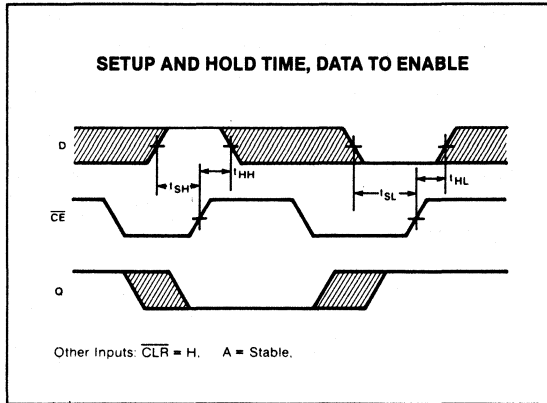 SETUP AND HOLD TIME, DATA TO ENABLE
D
tHH
tSH
tHL
tSL
CE
Q
Other Inputs: CLR = H, A = Stable,